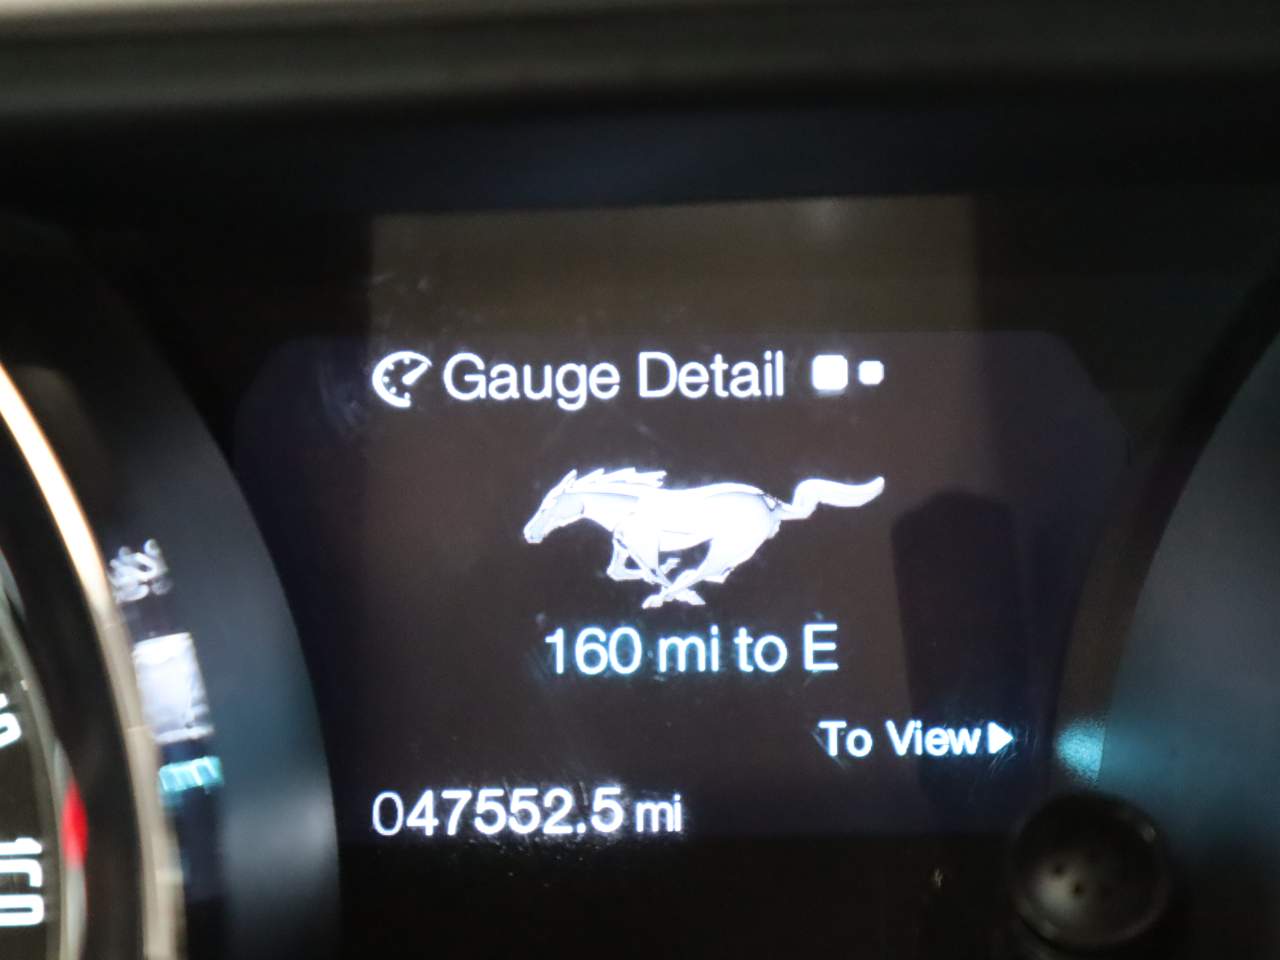 Gauge Detail
160 mi to E
To View
047552.5 mi